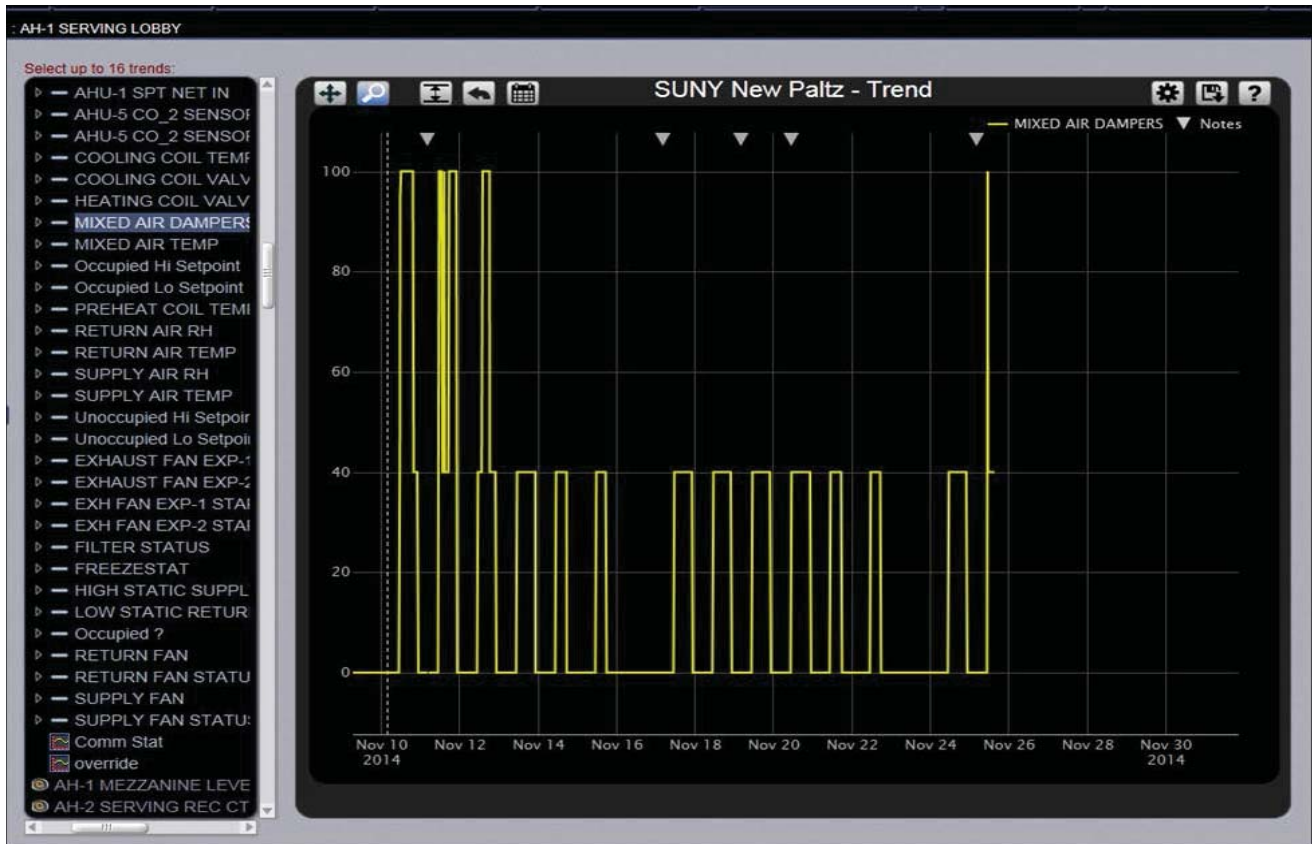 : AH-1 SERVING LOBBY
Select up to 16 trends:
AHU-1 SPT NET IN
AHU-5 CO_2 SENSOR
AHU-5 CO_2 SENSOR
COOLING COIL TEMP
COOLING COIL VALV
HEATING COIL VALV
MIXED AIR DAMPERS
MIXED AIR TEMP
Occupied Hi Setpoint
Occupied Lo Setpoint
PREHEAT COIL TEMI
RETURN AIR RH
RETURN AIR TEMP
SUPPLY AIR RH
SUPPLY AIR TEMP
Unoccupied Hi Setpoir
Unoccupied Lo Setpoi
EXHAUST FAN EXP-1
EXHAUST FAN EXP-2
EXH FAN EXP-1 STA
EXH FAN EXP-2 STA
FILTER STATUS
FREEZESTAT
HIGH STATIC SUPPL
LOW STATIC RETUR
Occupied ?
RETURN FAN
RETURN FAN STATU
SUPPLY FAN
SUPPLY FAN STATUS
Comm Stat
override
AH-1 MEZZANINE LEVE
AH-2 SERVING REC CT
SUNY New Paltz - Trend
?
MIXED AIR DAMPERS Notes
100
80
60
40
20
0
Nov 10 Nov 12 Nov 14 Nov 16 Nov 18 Nov 20 Nov 22 Nov 24 Nov 26 Nov 28 Nov 30
2014 2014